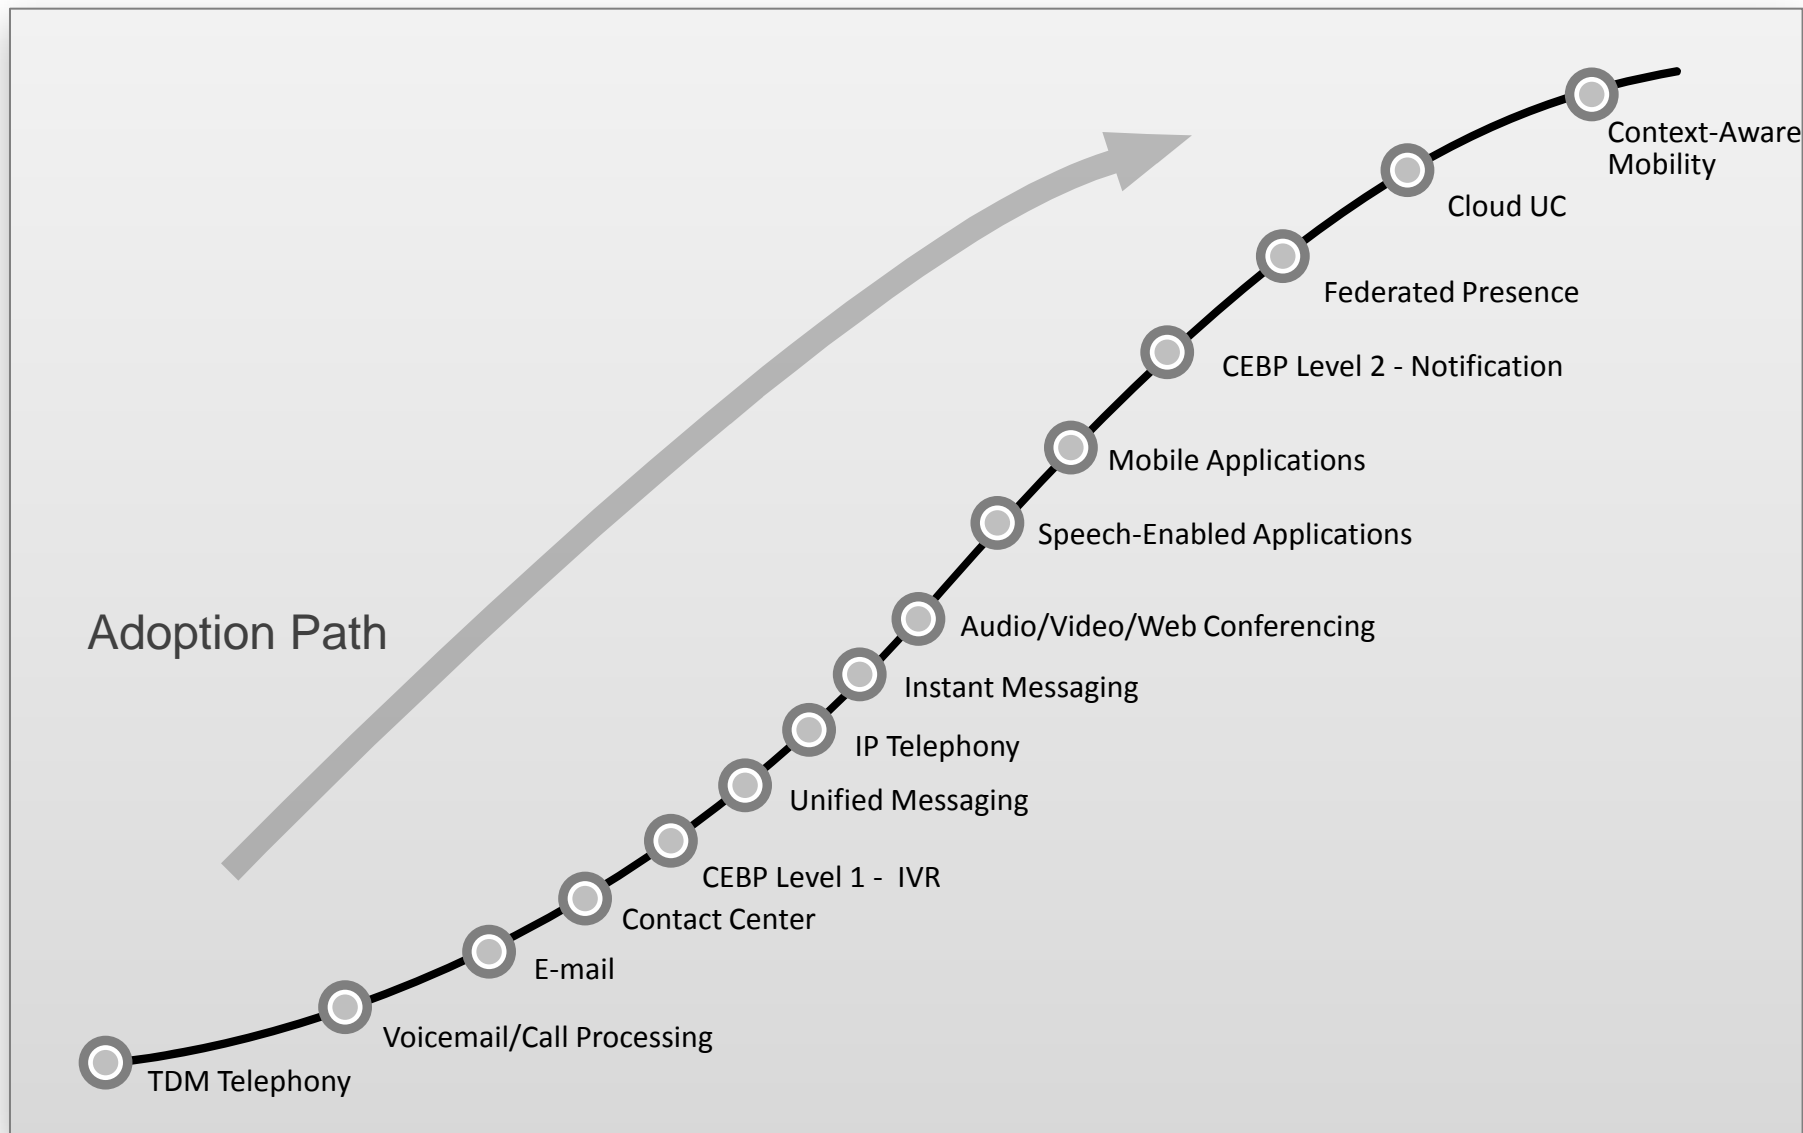 Context-Aware
Mobility
Cloud UC
Federated Presence
CEBP Level 2 - Notification
Mobile Applications
Speech-Enabled Applications
Adoption Path
Audio/Video/Web Conferencing
Instant Messaging
IP Telephony
Unified Messaging
CEBP Level 1 -  IVR
Contact Center
E-mail
Voicemail/Call Processing
TDM Telephony